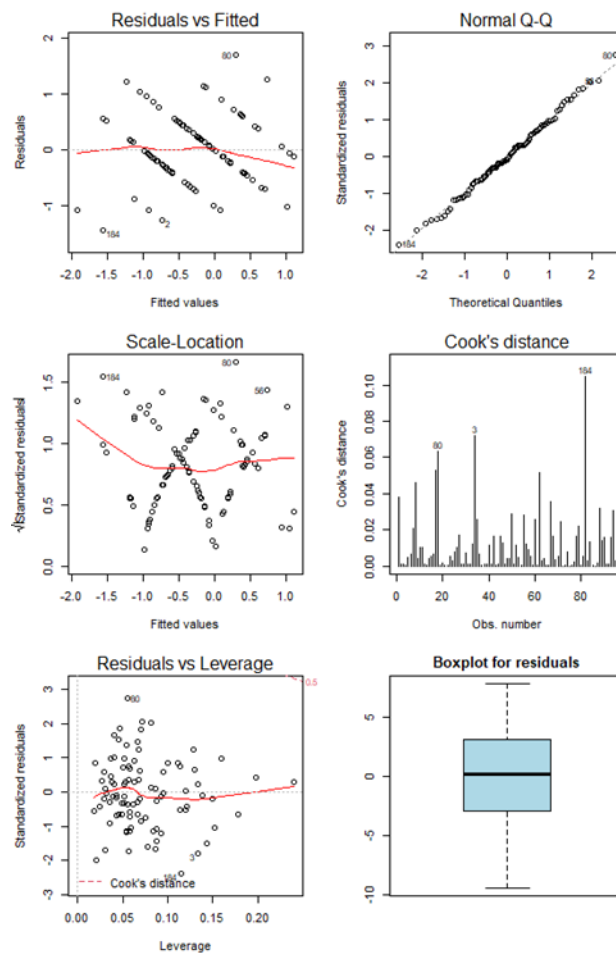 Residuals vs Fitted
Residuals
1
0
-1
80
184
2
-2.0 -1.5 -1.0 -0.5 0.0 0.5 1.0
Fitted values
Normal Q-Q
Standardized residuals
3
2
1
0
-1
-2
80
184
-2 -1 0 1 2
Theoretical Quantiles
Scale-Location
√|Standardized residuals|
1.5
1.0
0.5
0.0
184
80
56
-2.0 -1.5 -1.0 -0.5 0.0 0.5 1.0
Fitted values
Cook's distance
Cook's distance
0.10
0.08
0.06
0.04
0.02
0.00
80
3
184
0 20 40 60 80
Obs. number
Residuals vs Leverage
Standardized residuals
3
2
1
0
-1
-2
-3
0.5
80
3
184
Cook's distance
0.00 0.05 0.10 0.15 0.20
Leverage
Boxplot for residuals
5
0
-5
-10